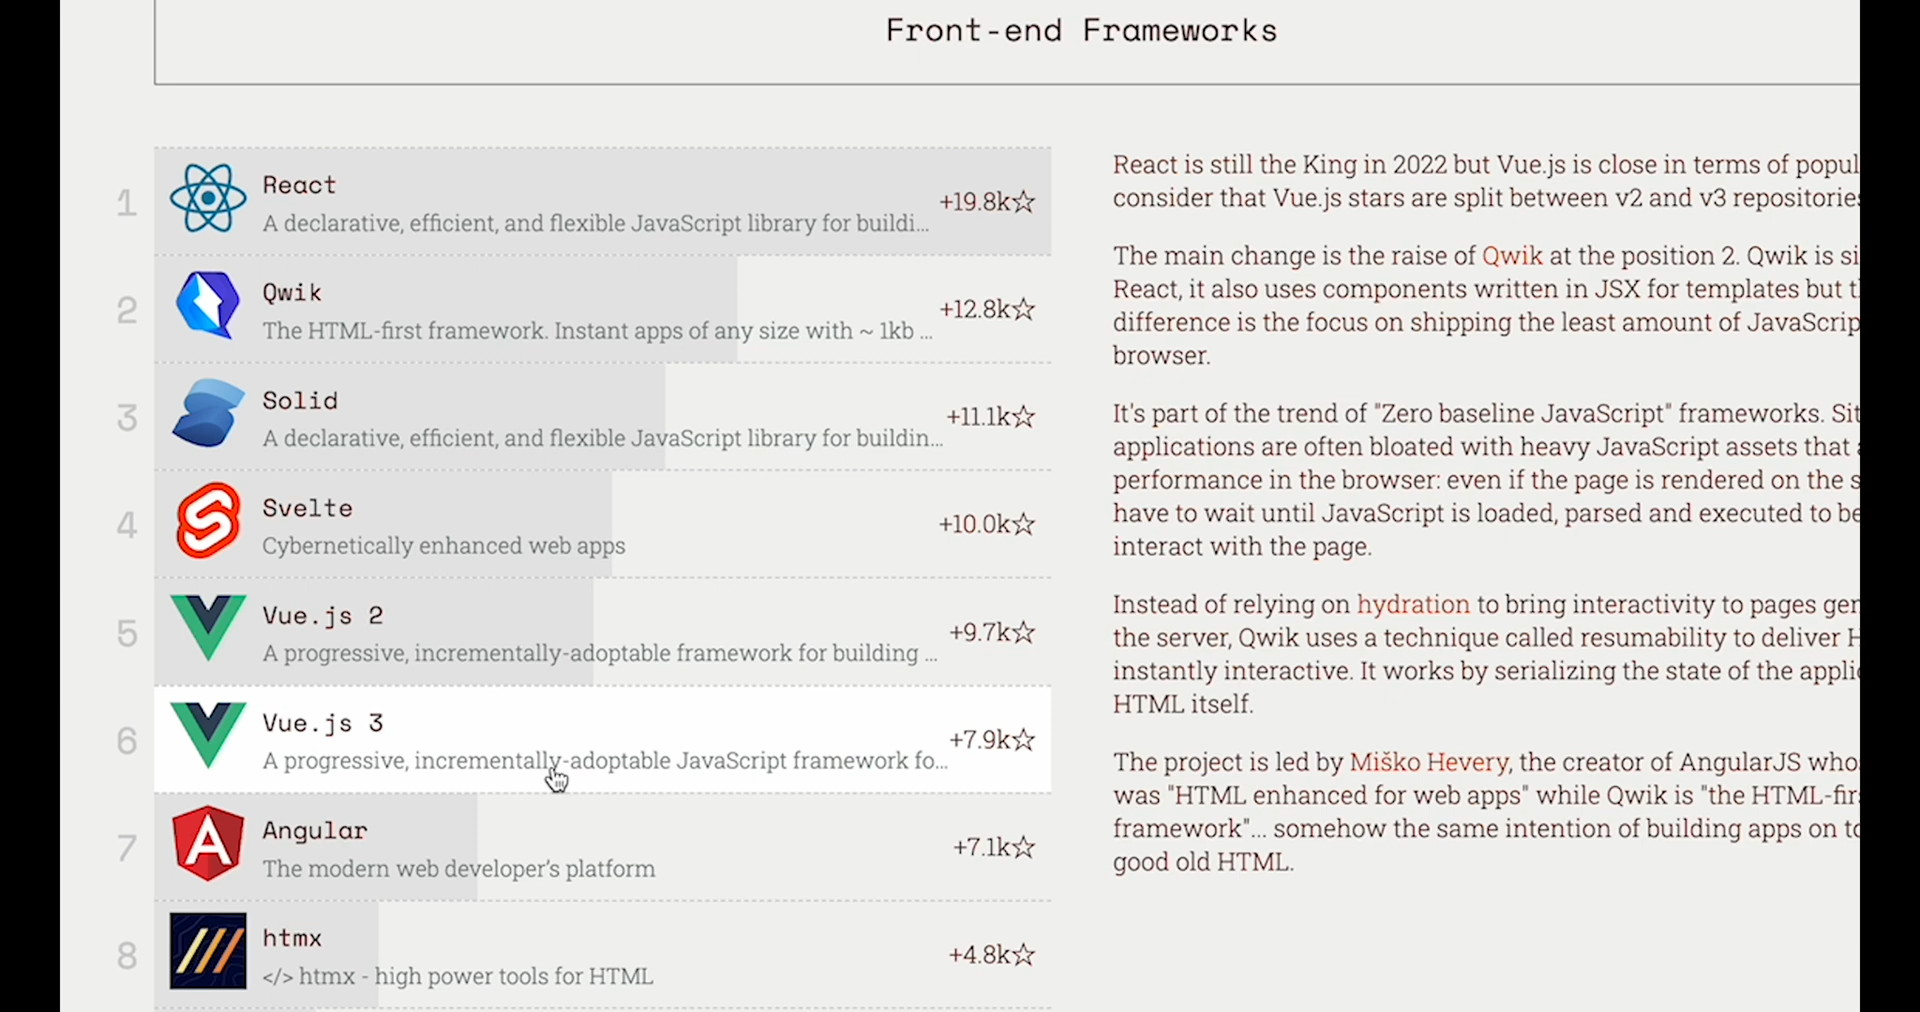 Front-end Frameworks
1
React
A declarative, efficient, and flexible JavaScript library for buildi...
+19.8k☆
2
Qwik
The HTML-first framework. Instant apps of any size with ~ 1kb ...
+12.8k☆
3
Solid
A declarative, efficient, and flexible JavaScript library for buildin...
+11.1k☆
4
Svelte
Cybernetically enhanced web apps
+10.0k☆
5
Vue.js 2
A progressive, incrementally-adoptable framework for building ...
+9.7k☆
6
Vue.js 3
A progressive, incrementally-adoptable JavaScript framework fo...
+7.9k☆
7
Angular
The modern web developer's platform
+7.1k☆
8
htmx
</> htmx - high power tools for HTML
+4.8k☆
React is still the King in 2022 but Vue.js is close in terms of popul
consider that Vue.js stars are split between v2 and v3 repositorie
The main change is the raise of Qwik at the position 2. Qwik is si
React, it also uses components written in JSX for templates but t
difference is the focus on shipping the least amount of JavaScrip
browser.
It's part of the trend of "Zero baseline JavaScript" frameworks. Sit
applications are often bloated with heavy JavaScript assets that
performance in the browser: even if the page is rendered on the s
have to wait until JavaScript is loaded, parsed and executed to be
interact with the page.
Instead of relying on hydration to bring interactivity to pages ger
the server, Qwik uses a technique called resumability to deliver H
instantly interactive. It works by serializing the state of the appli
HTML itself.
The project is led by Miško Hevery, the creator of AngularJS who
was "HTML enhanced for web apps" while Qwik is "the HTML-fir
framework"... somehow the same intention of building apps on to
good old HTML.